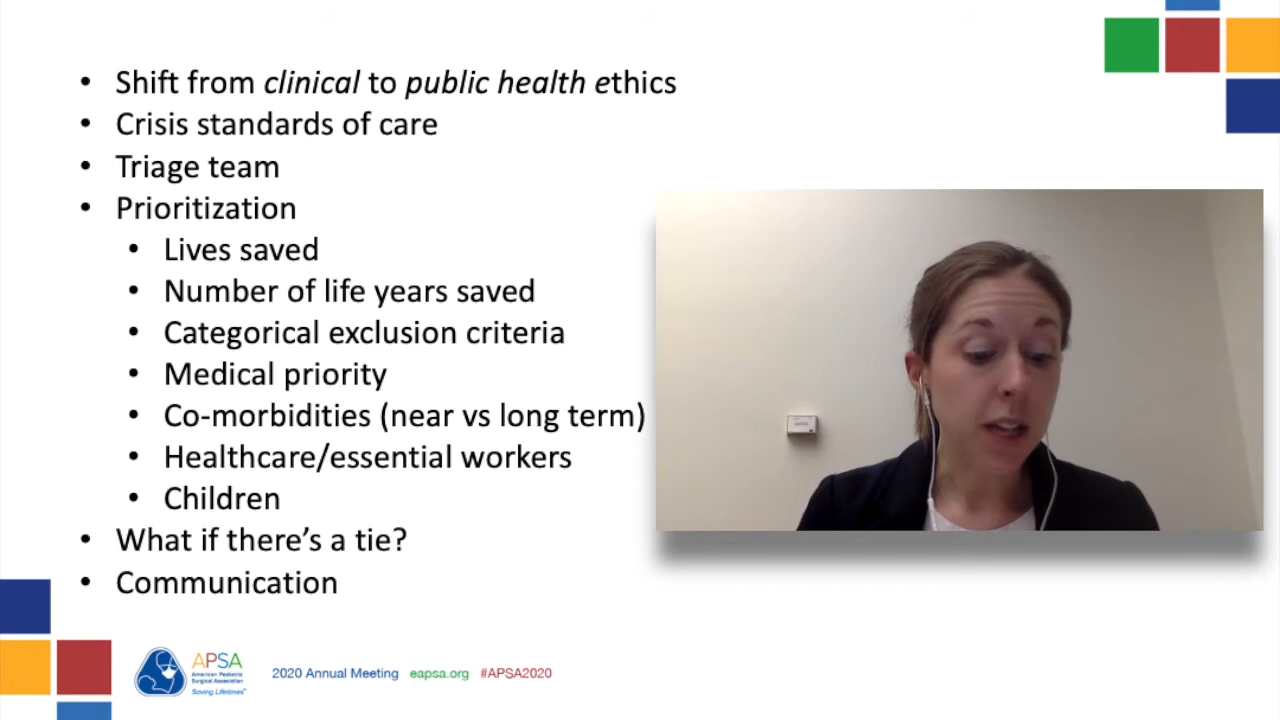 • Shift from clinical to public health ethics
• Crisis standards of care
• Triage team
• Prioritization
• Lives saved
• Number of life years saved
• Categorical exclusion criteria
• Medical priority
• Co-morbidities (near vs long term)
• Healthcare/essential workers
• Children
• What if there’s a tie?
• Communication
APSA
American Pediatric
Surgical Association
Saving Lifetimes™
2020 Annual Meeting eapsa.org #APSA2020